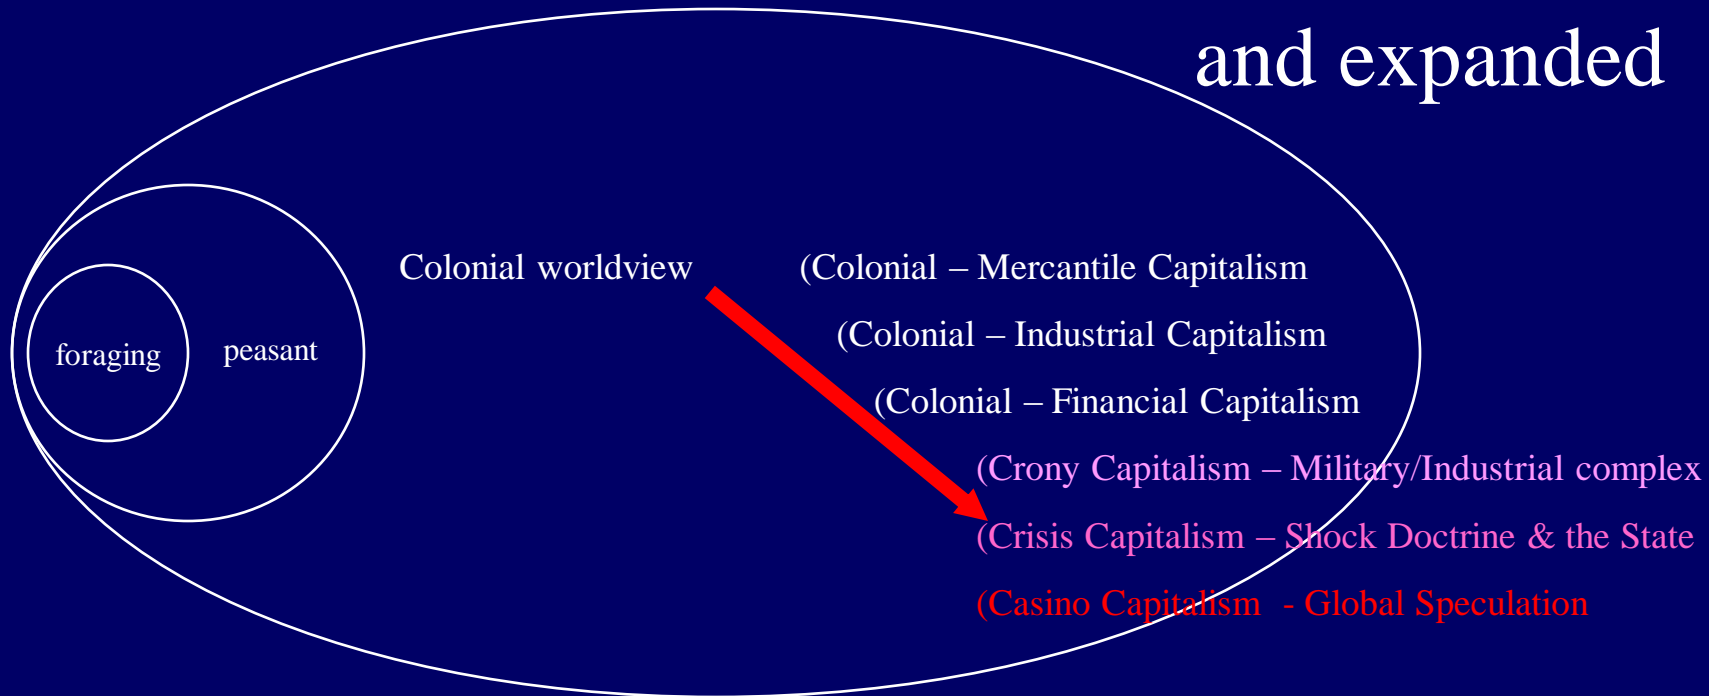 and expanded
Colonial worldview
(Colonial – Mercantile Capitalism
(Colonial – Industrial Capitalism
foraging
peasant
(Colonial – Financial Capitalism
(Crony Capitalism – Military/Industrial complex
(Crisis Capitalism – Shock Doctrine & the State
(Casino Capitalism - Global Speculation